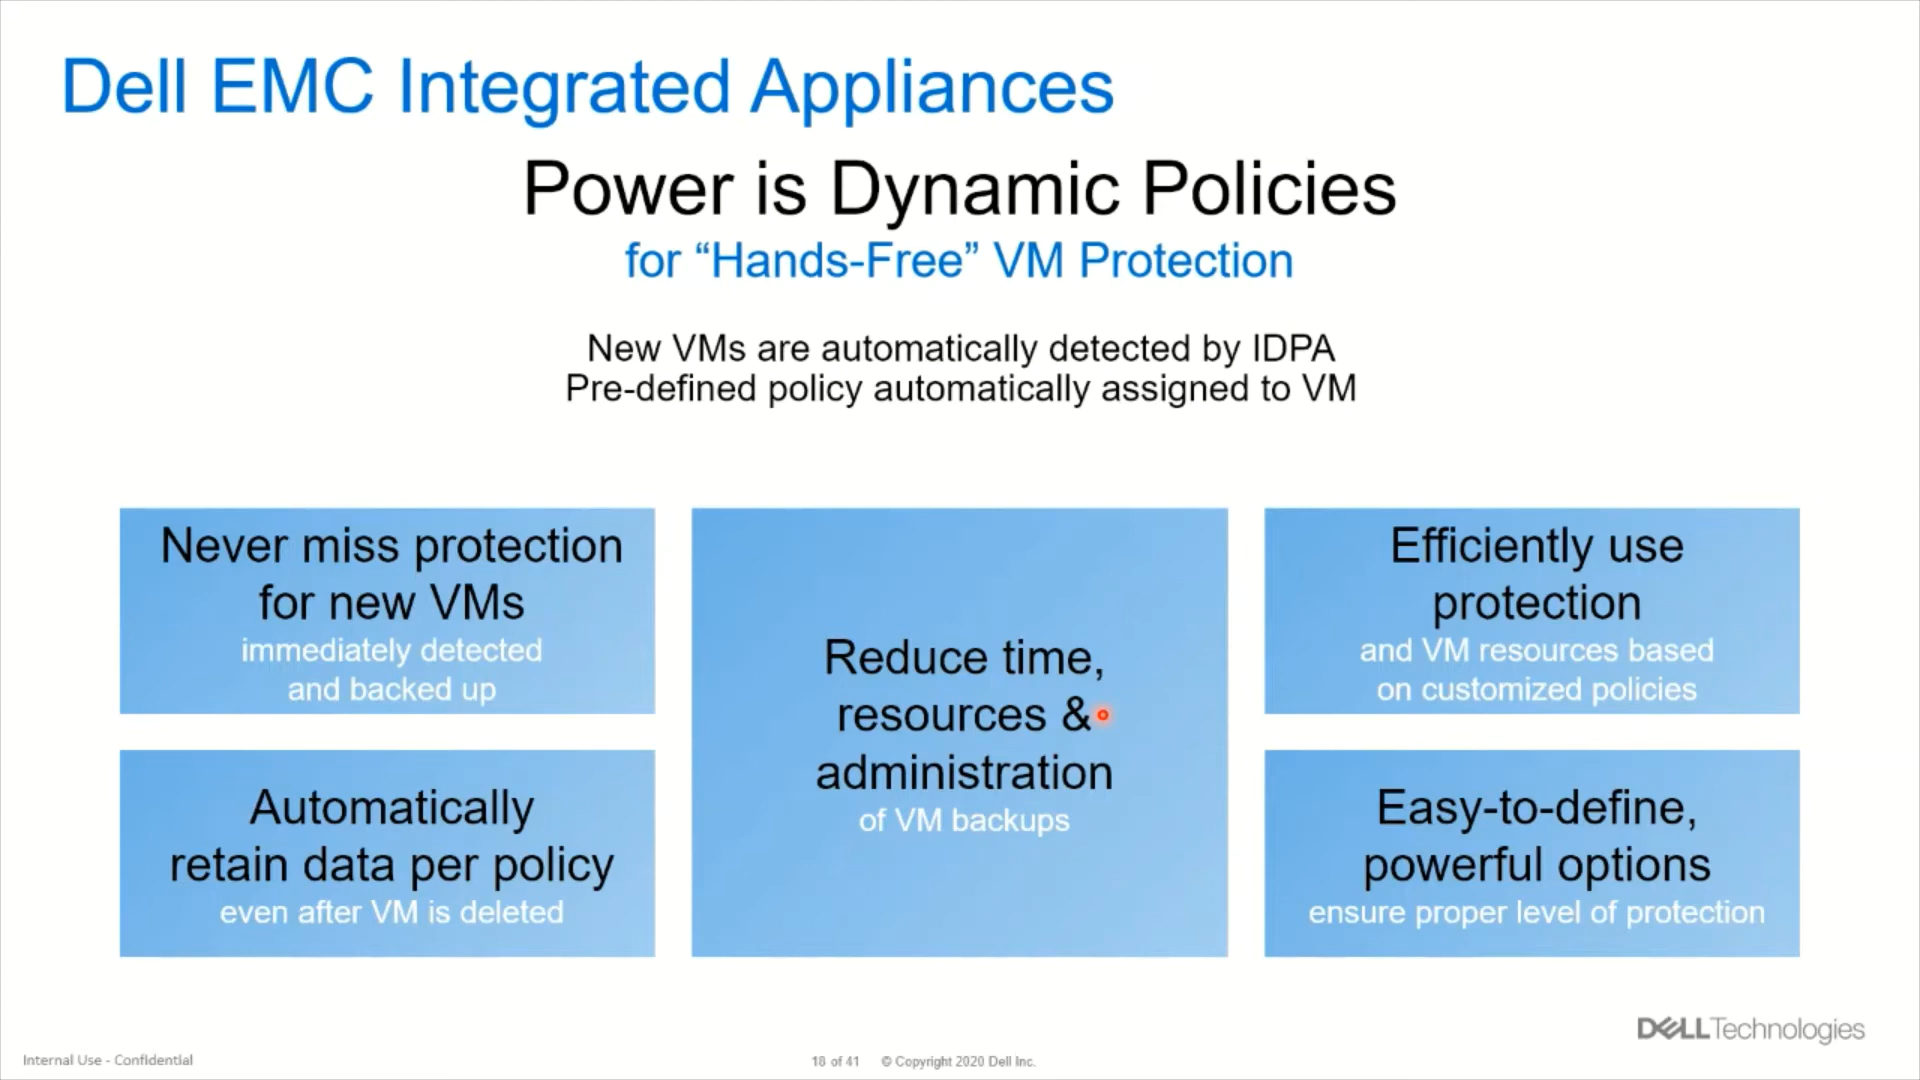 Dell EMC Integrated Appliances
Power is Dynamic Policies
for “Hands-Free” VM Protection
New VMs are automatically detected by IDPA
Pre-defined policy automatically assigned to VM
Never miss protection
for new VMs
immediately detected
and backed up
Automatically
retain data per policy
even after VM is deleted
Reduce time,
resources &
administration
of VM backups
Efficiently use
protection
and VM resources based
on customized policies
Easy-to-define,
powerful options
ensure proper level of protection
DELLTechnologies
Internal Use - Confidential
18 of 41 © Copyright 2020 Dell Inc.